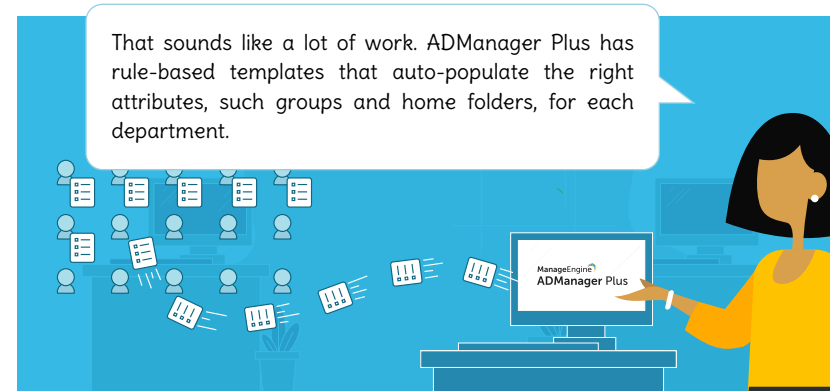 That sounds like a lot of work. ADManager Plus has
rule-based templates that auto-populate the right
attributes, such groups and home folders, for each
department.
ManageEngine
ADManager Plus